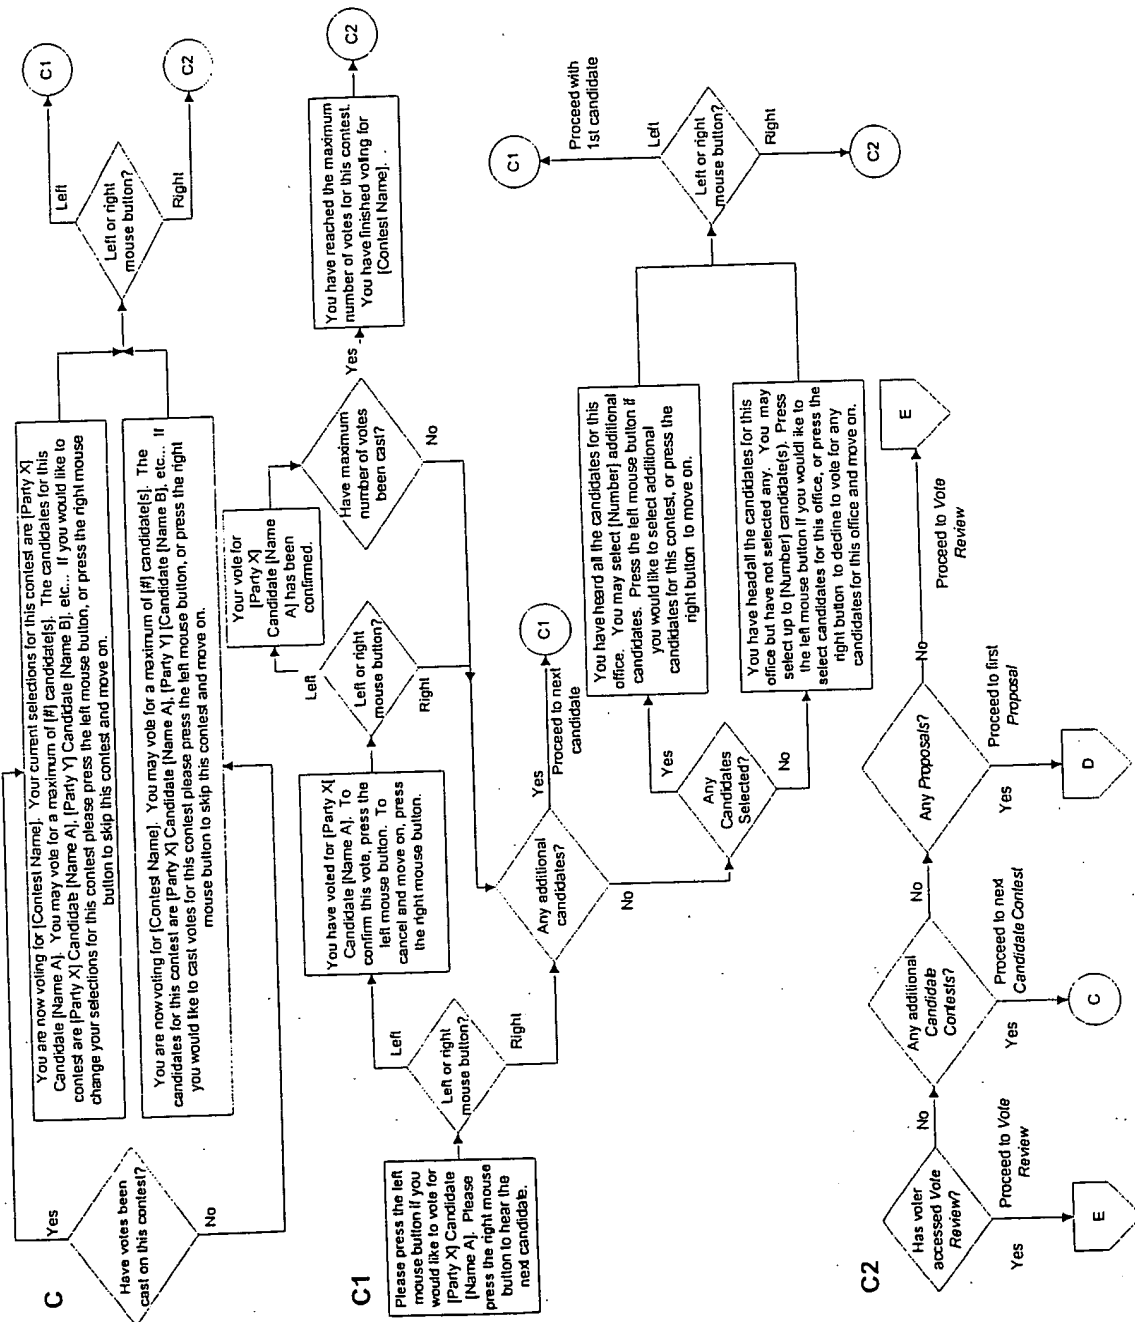 C
Have votes been
cast on this contest?
Yes
No
You are now voting for [Contest Name]. Your current selections for this contest are [Party X]
Candidate [Name A]. You may vote for a maximum of [#] candidate[s]. The candidates for this
contest are [Party X] Candidate [Name A], [Party Y] Candidate [Name B], etc... If you would like to
change your selections for this contest please press the left mouse button, or press the right mouse
button to skip this contest and move on.
You are now voting for [Contest Name]. You may vote for a maximum of [#] candidate[s]. The
candidates for this contest are [Party X] Candidate [Name A], [Party Y] [Candidate [Name B], etc... If
you would like to cast votes for this contest please press the left mouse button, or press the right
mouse button to skip this contest and move on.
Left or right
mouse button?
Left
Right
C1
C2
C1
Please press the left
mouse button if you
would like to vote for
[Party X] Candidate
[Name A]. Please
press the right mouse
button to hear the
next candidate.
Left or right
mouse button?
Left
Right
You have voted for [Party X[
Candidate [Name A]. To
confirm this vote, press the
left mouse button. To
cancel and move on, press
the right mouse button.
Left or right
mouse button?
Left
Right
Your vote for
[Party X]
Candidate [Name
A] has been
confirmed.
Have maximum
number of votes
been cast?
Yes
No
You have reached the maximum
number of votes for this contest.
You have finished voting for
[Contest Name].
C2
Any additional
candidates?
Yes
Proceed to next
candidate
C1
No
Any
Candidates
Selected?
Yes
No
You have heard all the candidates for this
office. You may select [Number] additional
candidates. Press the left mouse button if
you would like to select additional
candidates for this contest, or press the
right button to move on.
You have headall the candidates for this
office but have not selected any. You may
select up to [Number] candidate(s). Press
the left mouse button If you wouldl ike to
select candidates for this office, or press the
right button to decline to vote for any
candidates for this office and move on.
Left or right
mouse button?
Left
Right
Proceed with
1st candidate
C1
C2
C2
Has voter
accessed Vote
Review?
Yes
Proceed to Vote
Review
E
No
Any additional
Candidate
Contests?
Yes
Proceed to next
Candidate Contest
C
No
Any Proposals?
Yes
Proceed to first
Proposal
D
No
Proceed to Vote
Review
E